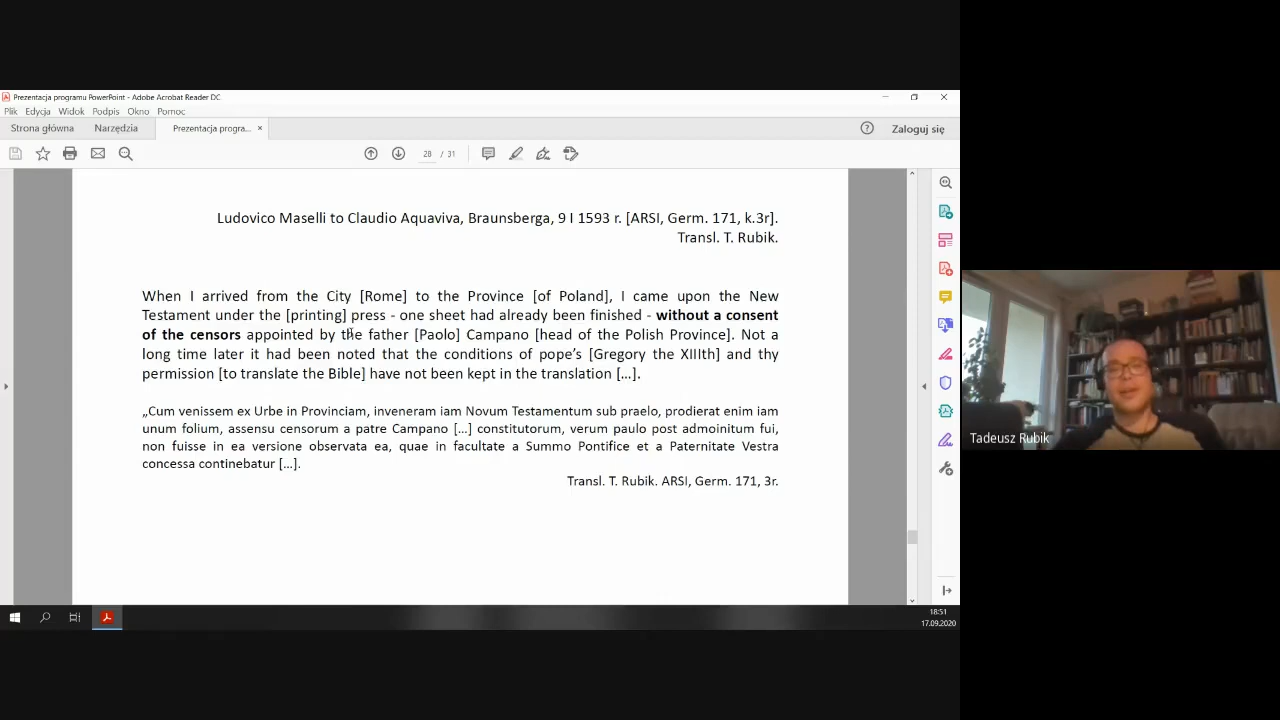 Prezentacja programu PowerPoint - Adobe Acrobat Reader DC
Plik Edycja Widok Podpis Okno Pomoc
Strona główna Narzędzia Prezentacja progra... × Zaloguj się
28 / 31
Ludovico Maselli to Claudio Aquaviva, Braunsberga, 9 I 1593 r. [ARSI, Germ. 171, k.3r].
Transl. T. Rubik.
When I arrived from the City [Rome] to the Province [of Poland], I came upon the New
Testament under the [printing] press - one sheet had already been finished - without a consent
of the censors appointed by the father [Paolo] Campano [head of the Polish Province]. Not a
long time later it had been noted that the conditions of pope’s [Gregory the XIIIth] and thy
permission [to translate the Bible] have not been kept in the translation [...].
„Cum venissem ex Urbe in Provinciam, inveneram iam Novum Testamentum sub praelo, prodierat enim iam
unum folium, assensu censorum a patre Campano [...] constitutorum, verum paulo post admoinitum fui,
non fuisse in ea versione observata ea, quae in facultate a Summo Pontifice et a Paternitate Vestra
concessa continebatur [...].
Transl. T. Rubik. ARSI, Germ. 171, 3r.
Tadeusz Rubik
18:51
17.09.2020